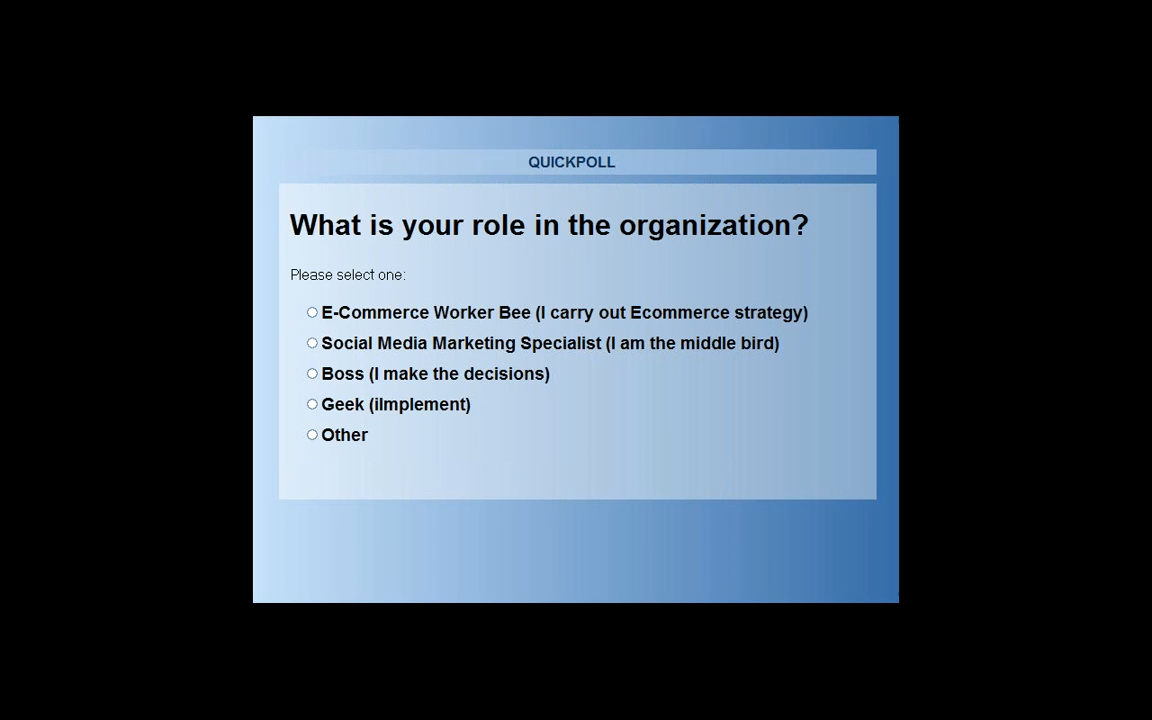 QUICKPOLL
What is your role in the organization?
Please select one:
E-Commerce Worker Bee (I carry out Ecommerce strategy)
Social Media Marketing Specialist (I am the middle bird)
Boss (I make the decisions)
Geek (iImplement)
Other